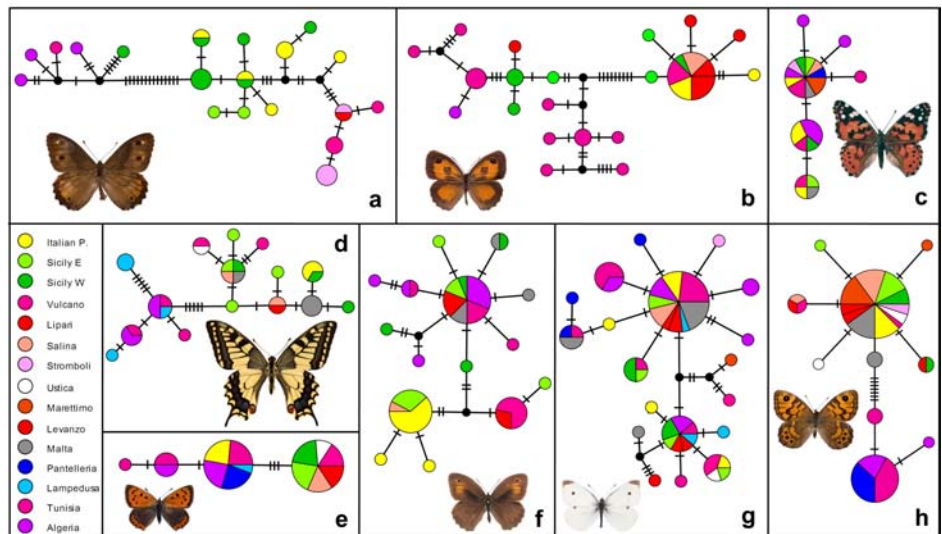 a
b
c
Italian P.
Sicily E
Sicily W
Vulcano
Lipari
Salina
Stromboli
Ustica
Marettimo
Levanzo
Malta
Pantelleria
Lampedusa
Tunisia
Algeria
d
e
f
g
h